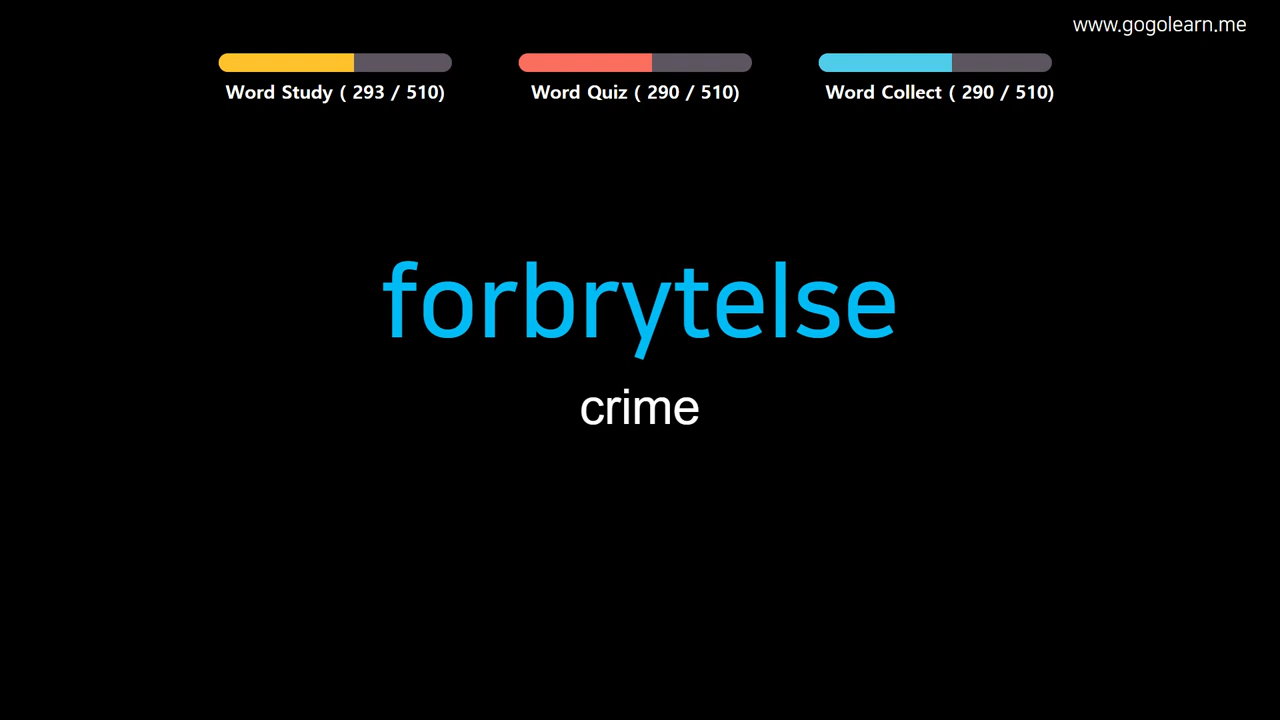 www.gogolearn.me
Word Study ( 293 / 510)
Word Quiz ( 290 / 510)
Word Collect ( 290 / 510)
forbrytelse
crime